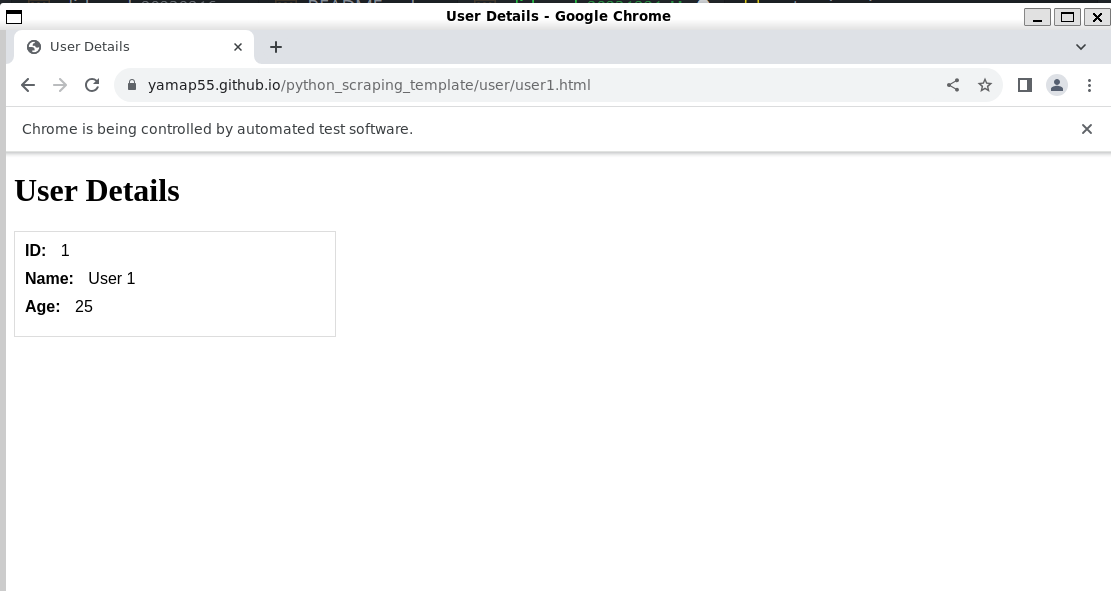 User Details - Google Chrome
User Details
yamap55.github.io/python_scraping_template/user/user1.html
Chrome is being controlled by automated test software.
User Details
ID: 1
Name: User 1
Age: 25